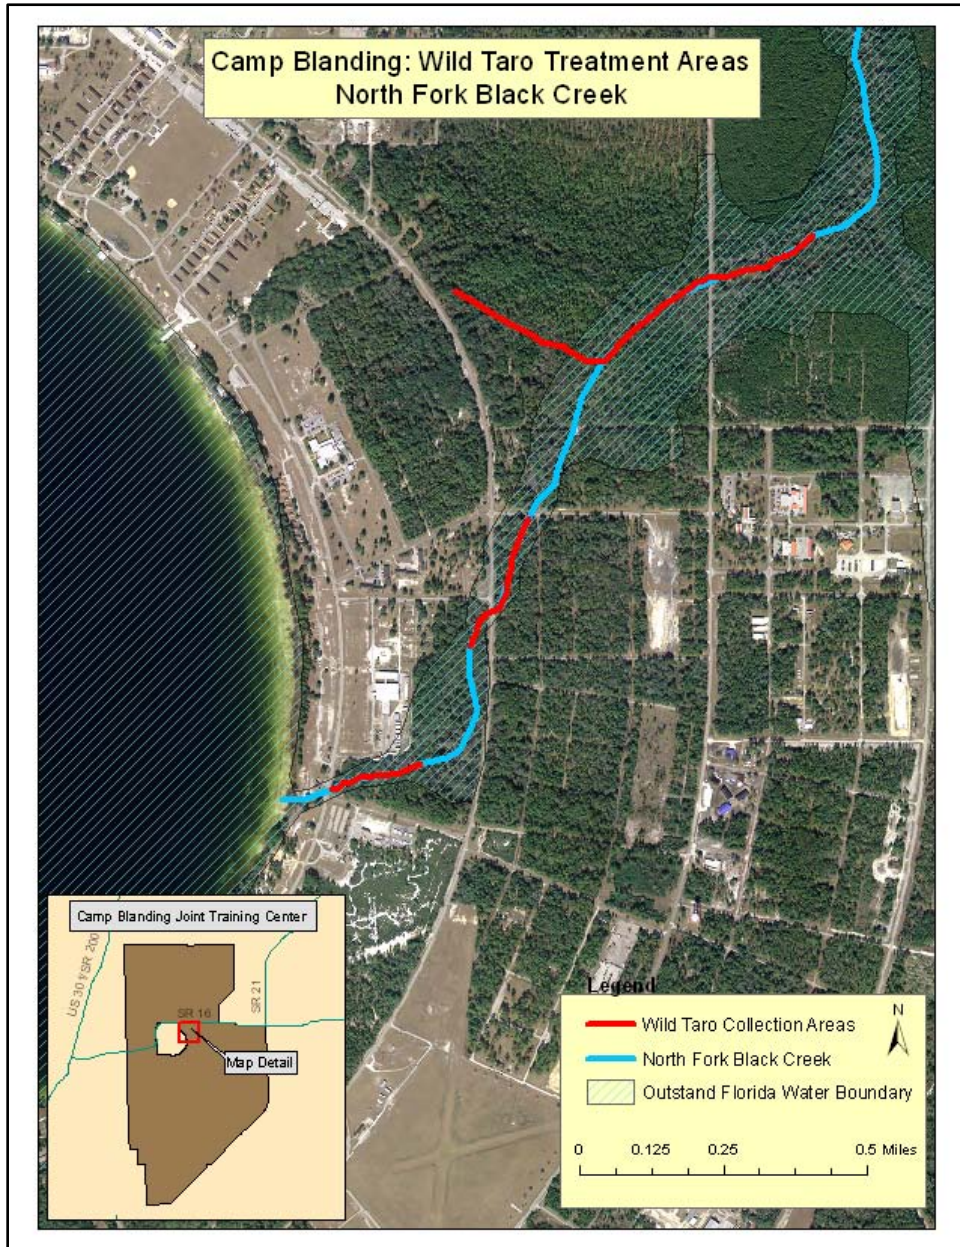 Camp Blanding: Wild Taro Treatment Areas
North Fork Black Creek
Camp Blanding Joint Training Center
US 301/SR 200
SR 21
SR 16
Map Detail
Legend
N
Wild Taro Collection Areas
North Fork Black Creek
Outstand Florida Water Boundary
0 0.125 0.25 0.5 Miles